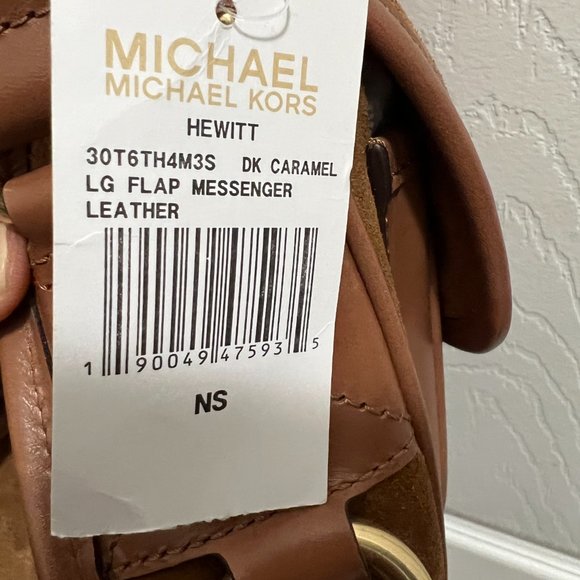 MICHAEL
MICHAEL KORS
HEWITT
30T6TH4M3S DK CARAMEL
LG FLAP MESSENGER
LEATHER
1 90049 47593 5
NS